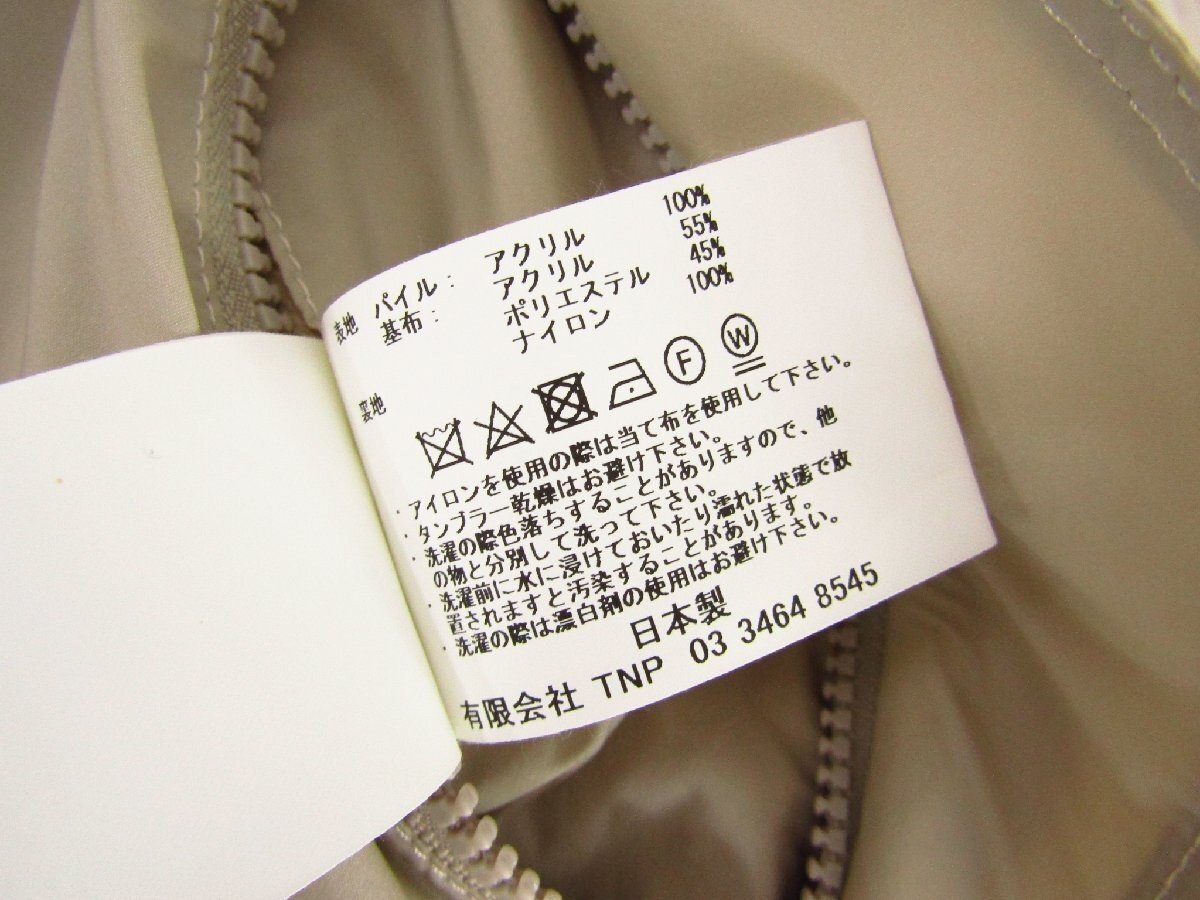 表地 パイル： アクリル 100%
基布： アクリル 55%
ポリエステル 45%
裏地 ナイロン 100%
F W
・アイロンを使用の際は当て布を使用して下さい。
・タンブラー乾燥はお避け下さい。
・洗濯の際色落ちすることがありますので、他
の物と分別して洗って下さい。
・洗濯前に水に浸けておいたり濡れた状態で放
置されますと汚染することがあります。
・洗濯の際は漂白剤の使用はお避け下さい。
日本製
有限会社 TNP 03 3464 8545